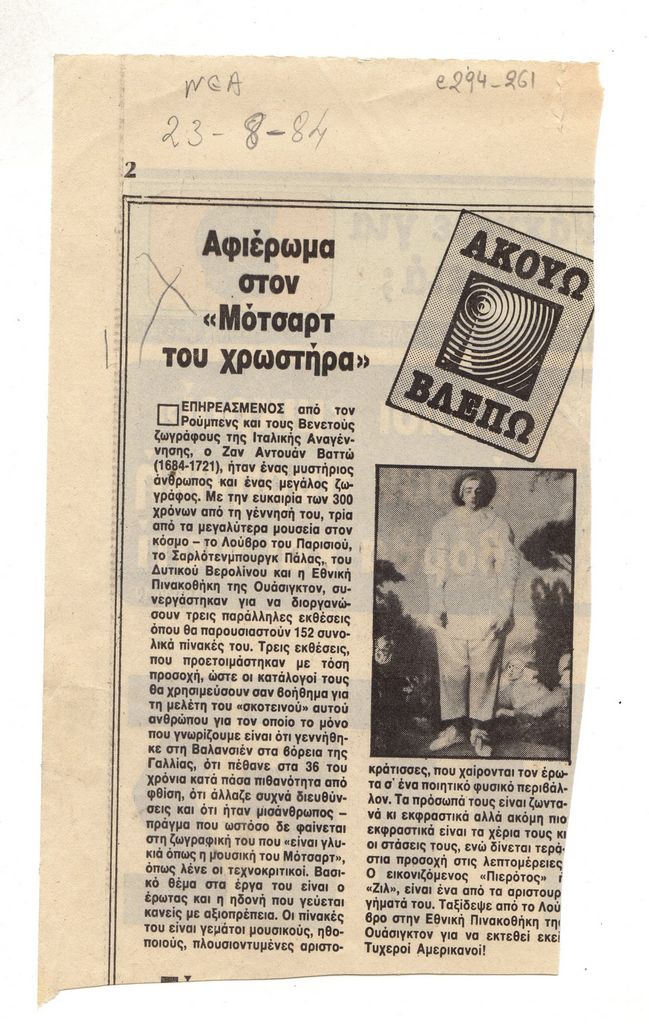 ΝΕΑ
e294-261
23-8-84
2
Αφιέρωμα
στον
«Μότσαρτ
του χρωστήρα»
ΑΚΟΥΩ
ΒΛΕΠΩ
ΕΠΗΡΕΑΣΜΕΝΟΣ από τον
Ρούμπενς και τους Βενετούς
ζωγράφους της Ιταλικής Αναγέν-
νησης, ο Ζαν Αντουάν Βαττώ
(1684-1721), ήταν ένας μυστήριος
άνθρωπος και ένας μεγάλος ζω-
γράφος. Με την ευκαιρία των 300
χρόνων από τη γέννησή του, τρία
από τα μεγαλύτερα μουσεία στον
κόσμο – το Λούβρο του Παρισιού,
το Σαρλότενμπουργκ Πάλας, του
Δυτικού Βερολίνου και η Εθνική
Πινακοθήκη της Ουάσιγκτον, συ-
νεργάστηκαν για να διοργανώ-
σουν τρεις παράλληλες εκθέσεις
όπου θα παρουσιαστούν 152 συνο-
λικά πίνακές του. Τρεις εκθέσεις,
που προετοιμάστηκαν με τόση
προσοχή, ώστε οι κατάλογοί τους
θα χρησιμεύσουν σαν βοήθημα για
τη μελέτη του «σκοτεινού» αυτού
ανθρώπου για τον οποίο το μόνο
που γνωρίζουμε είναι ότι γεννήθη-
κε στη Βαλανσιέν στα βόρεια της
Γαλλίας, ότι πέθανε στα 36 του
χρόνια κατά πάσα πιθανότητα από
φθίση, ότι άλλαζε συχνά διευθύν-
σεις και ότι ήταν μισάνθρωπος –
πράγμα που ωστόσο δε φαίνεται
στη ζωγραφική του που «είναι γλυ-
κιά όπως η μουσική του Μότσαρτ»,
όπως λένε οι τεχνοκριτικοί. Βασι-
κό θέμα στα έργα του είναι ο
έρωτας και η ηδονή που γεύεται
κανείς με αξιοπρέπεια. Οι πίνακές
του είναι γεμάτοι μουσικούς, ηθο-
ποιούς, πλουσιοντυμένες αριστο-
κράτισσες, που χαίρονται τον έρω-
τα σ' ένα ποιητικό φυσικό περιβάλ-
λον. Τα πρόσωπά τους είναι ζωντα-
νά κι εκφραστικά αλλά ακόμη πιο
εκφραστικά είναι τα χέρια τους κι
οι στάσεις τους, ενώ δίνεται τερά-
στια προσοχή στις λεπτομέρειες
Ο εικονιζόμενος «Πιερότος»
«Ζιλ», είναι ένα από τα αριστουρ
γήματά του. Ταξίδεψε από το Λού
βρο στην Εθνική Πινακοθήκη της
Ουάσιγκτον για να εκτεθεί εκεί
Τυχεροί Αμερικανοί!